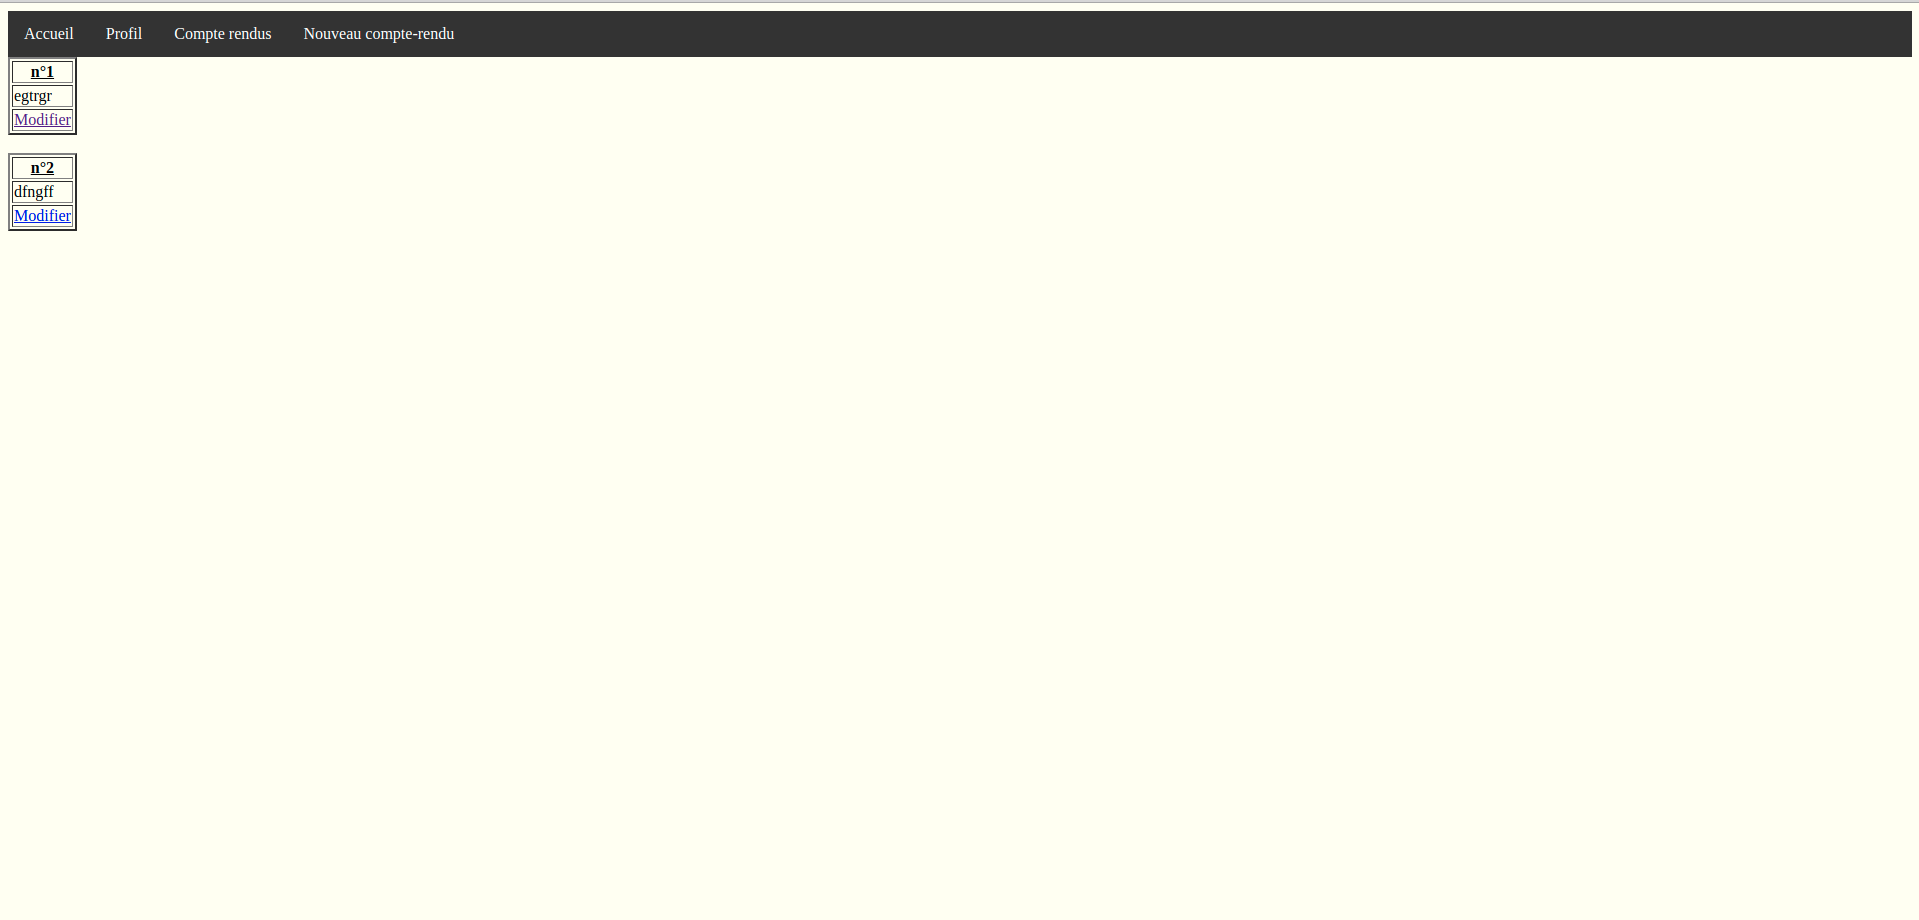 Accueil Profil Compte rendus Nouveau compte-rendu
n°1
egtrgr
Modifier
n°2
dfngff
Modifier